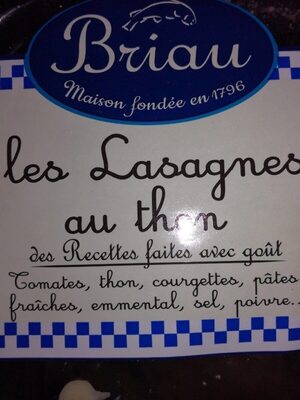 Briau
Maison fondée en 1796
les Lasagnes
au thon
des Recettes faites avec goût
Tomates, thon, courgettes, pâtes
fraîches, emmental, sel, poivre...